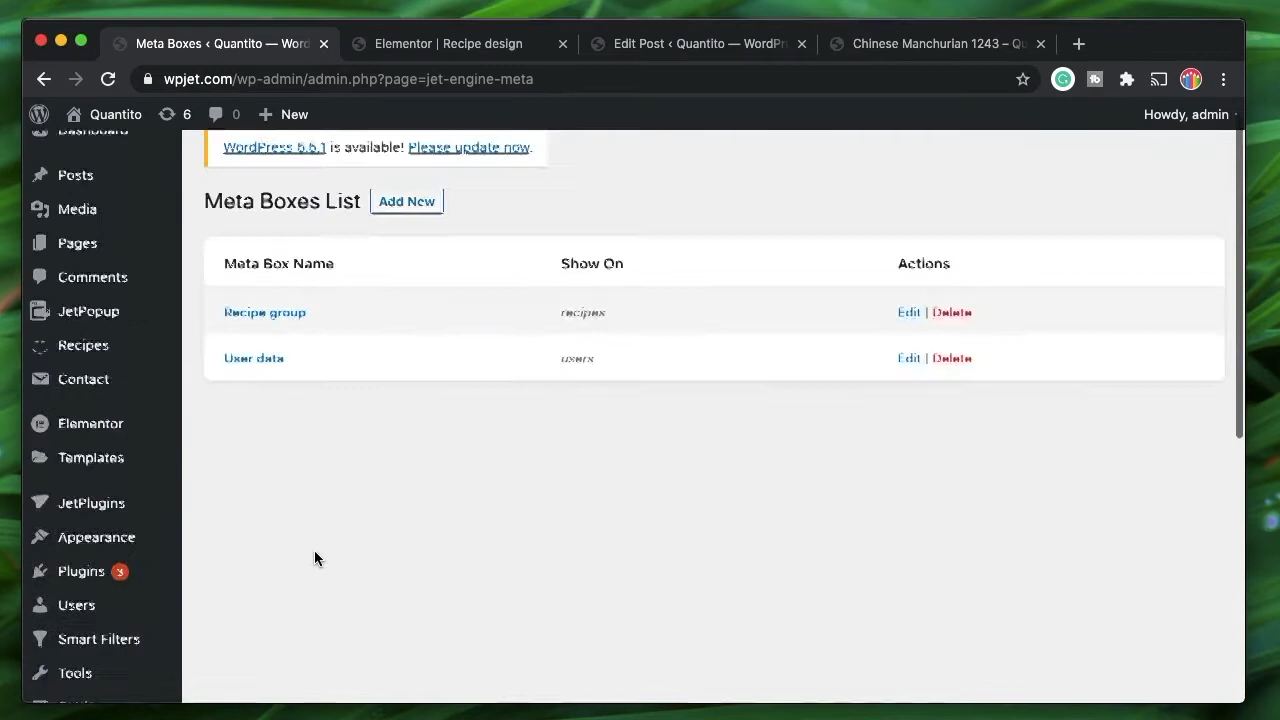 Meta Boxes ‹ Quantito — Word
Elementor | Recipe design
Edit Post ‹ Quantito — WordPr
Chinese Manchurian 1243 – Qu
wpjet.com/wp-admin/admin.php?page=jet-engine-meta
Quantito
6
0
New
Howdy, admin
Dashboard
Posts
Media
Pages
Comments
JetPopup
Recipes
Contact
Elementor
Templates
JetPlugins
Appearance
Plugins 3
Users
Smart Filters
Tools
WordPress 5.5.1 is available! Please update now.
Meta Boxes List Add New
Meta Box Name Show On Actions
Recipe group recipes Edit | Delete
User data users Edit | Delete